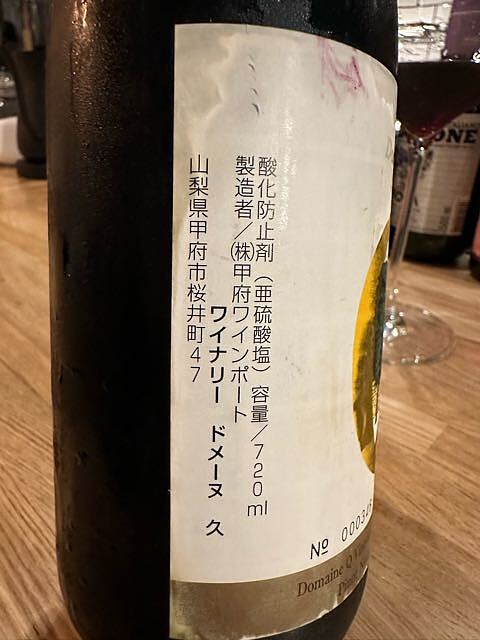 酸化防止剤（亜硫酸塩）容量／720ml
製造者／㈱甲府ワインポート
ワイナリー ドメーヌ 久
山梨県甲府市桜井町47
№ 000345
Domaine Q
ONE